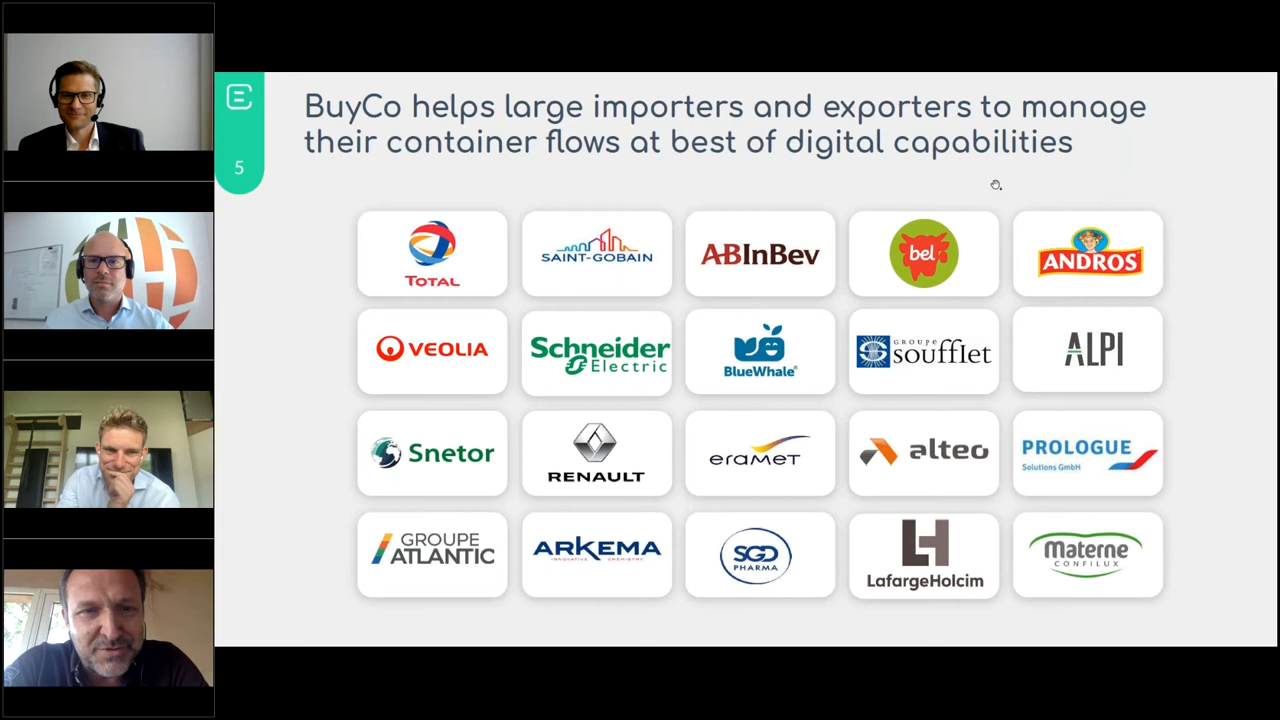 BuyCo helps large importers and exporters to manage
their container flows at best of digital capabilities
5
TOTAL
SAINT-GOBAIN
ABInBev
bel
ANDROS
VEOLIA
Schneider
Electric
BlueWhale®
GROUPE
soufflet
ALPI
Snetor
RENAULT
eramet
alteo
PROLOGUE
Solutions GmbH
GROUPE
ATLANTIC
ARKEMA
INNOVATIVE CHEMISTRY
SGD
PHARMA
LafargeHolcim
Materne
CONFILUX